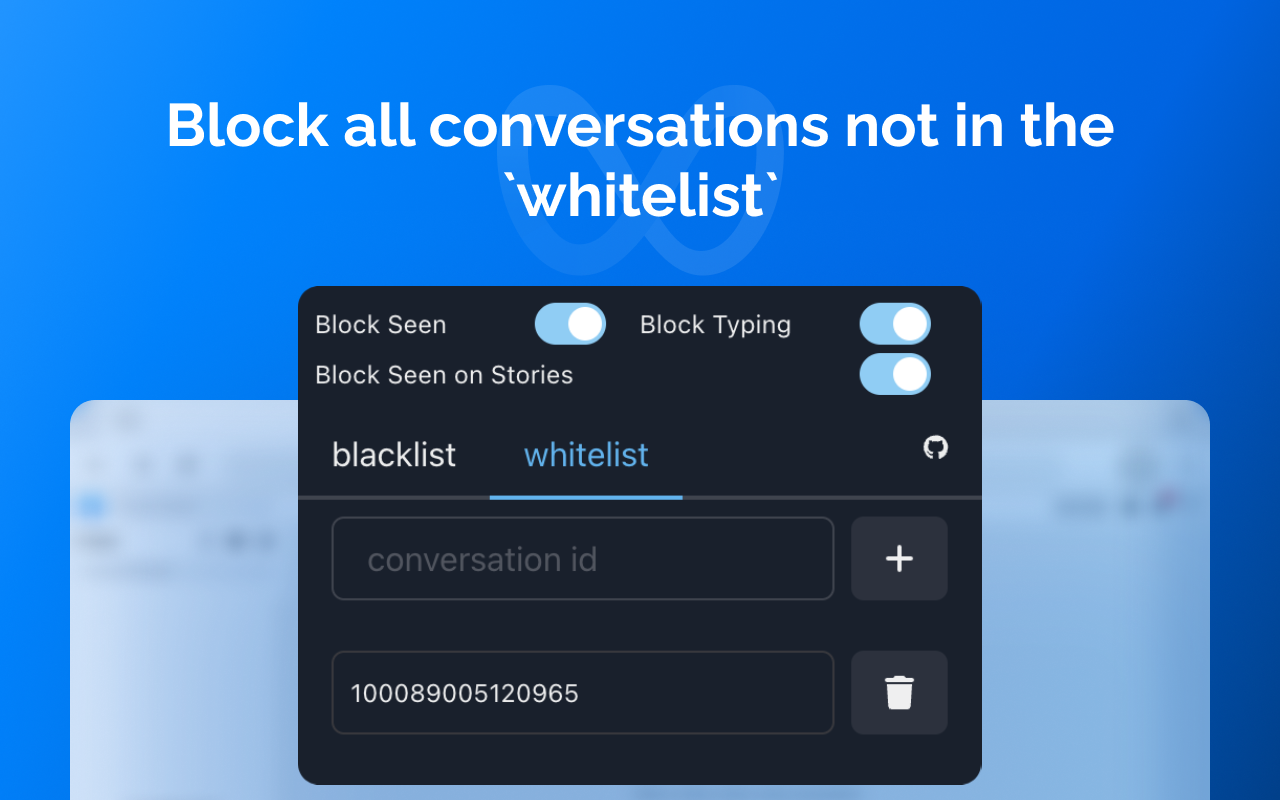 Block all conversations not in the
`whitelist`
Block Seen
Block Typing
Block Seen on Stories
blacklist
whitelist
conversation id
100089005120965